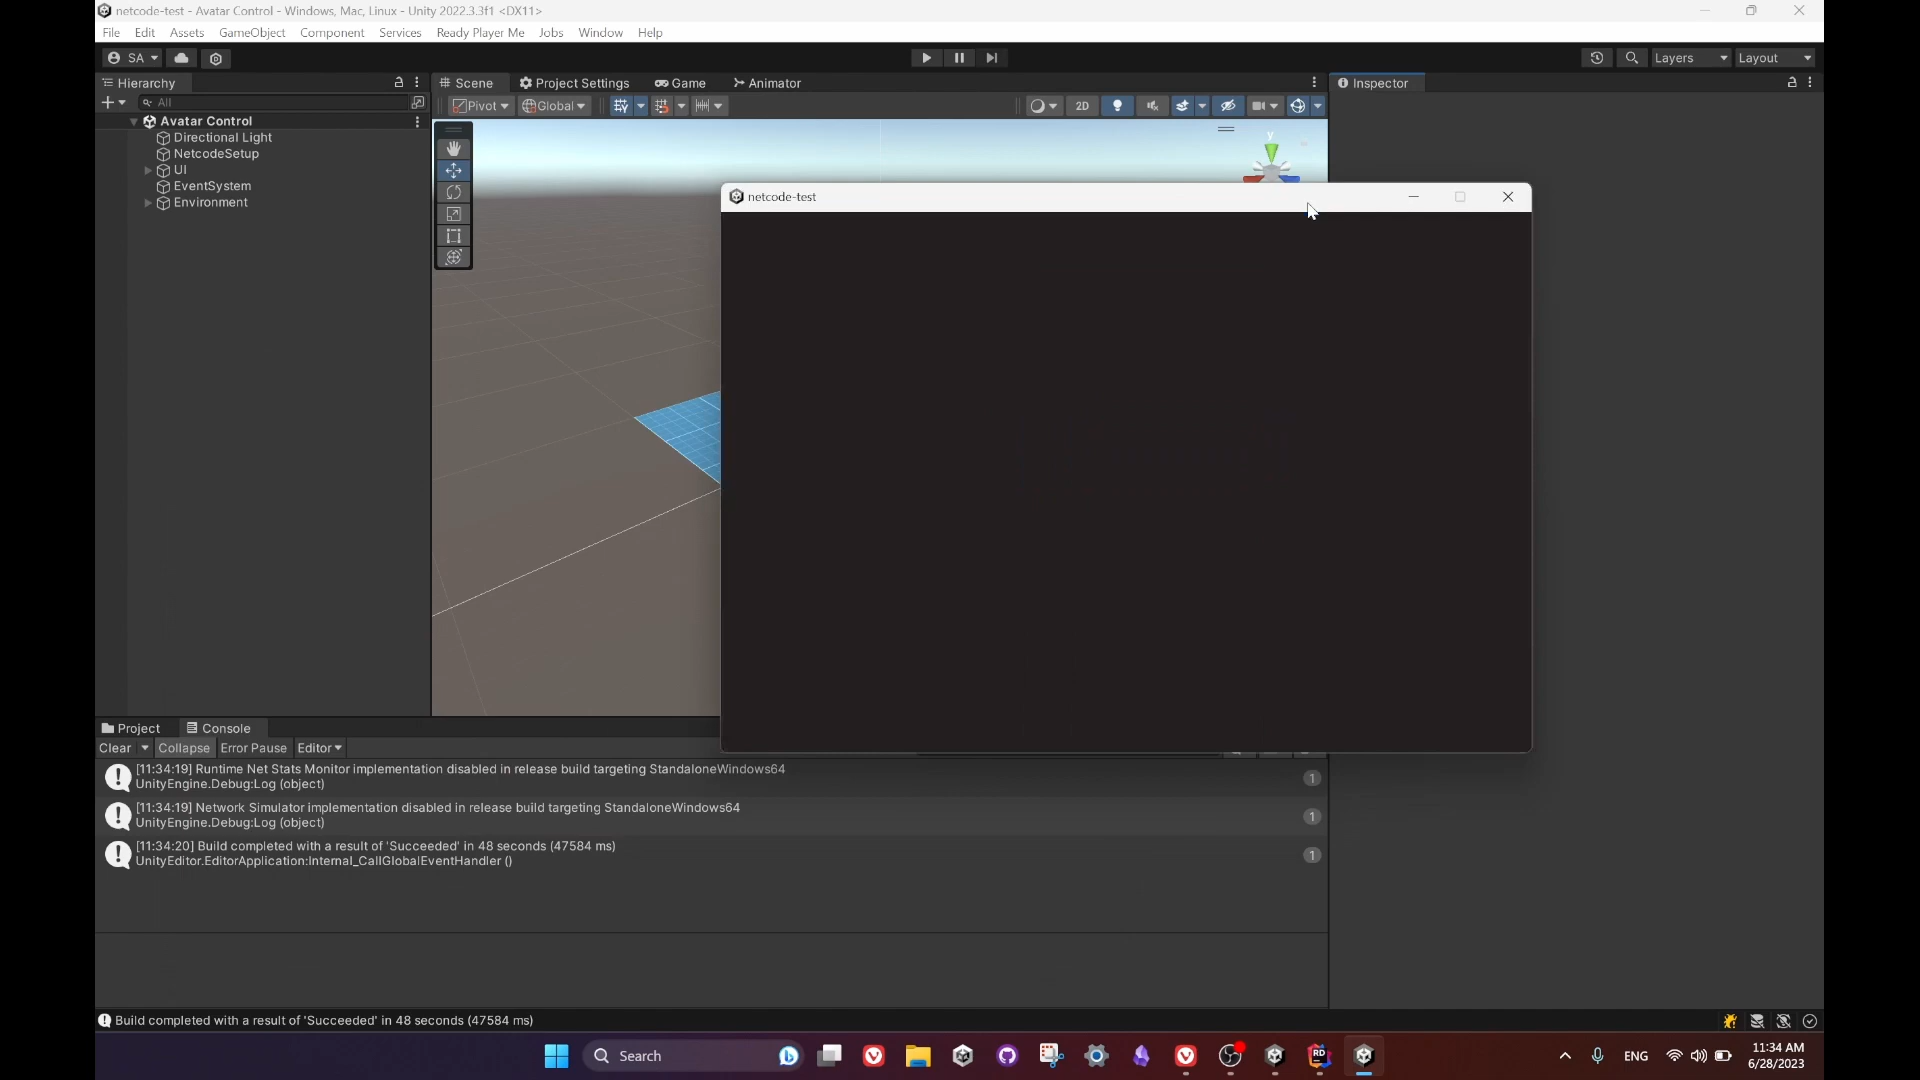 netcode-test - Avatar Control - Windows, Mac, Linux - Unity 2022.3.3f1 <DX11>
File Edit Assets GameObject Component Services Ready Player Me Jobs Window Help
SA Layers Layout
Hierarchy Scene Project Settings Game Animator Inspector
All Pivot Global 2D
Avatar Control
Directional Light
NetcodeSetup
UI
EventSystem
Environment
y
netcode-test
Project Console
Clear Collapse Error Pause Editor
[11:34:19] Runtime Net Stats Monitor implementation disabled in release build targeting StandaloneWindows64
UnityEngine.Debug:Log (object)
1
[11:34:19] Network Simulator implementation disabled in release build targeting StandaloneWindows64
UnityEngine.Debug:Log (object)
1
[11:34:20] Build completed with a result of 'Succeeded' in 48 seconds (47584 ms)
UnityEditor.EditorApplication:Internal_CallGlobalEventHandler ()
1
Build completed with a result of 'Succeeded' in 48 seconds (47584 ms)
Search RD ENG 11:34 AM
6/28/2023